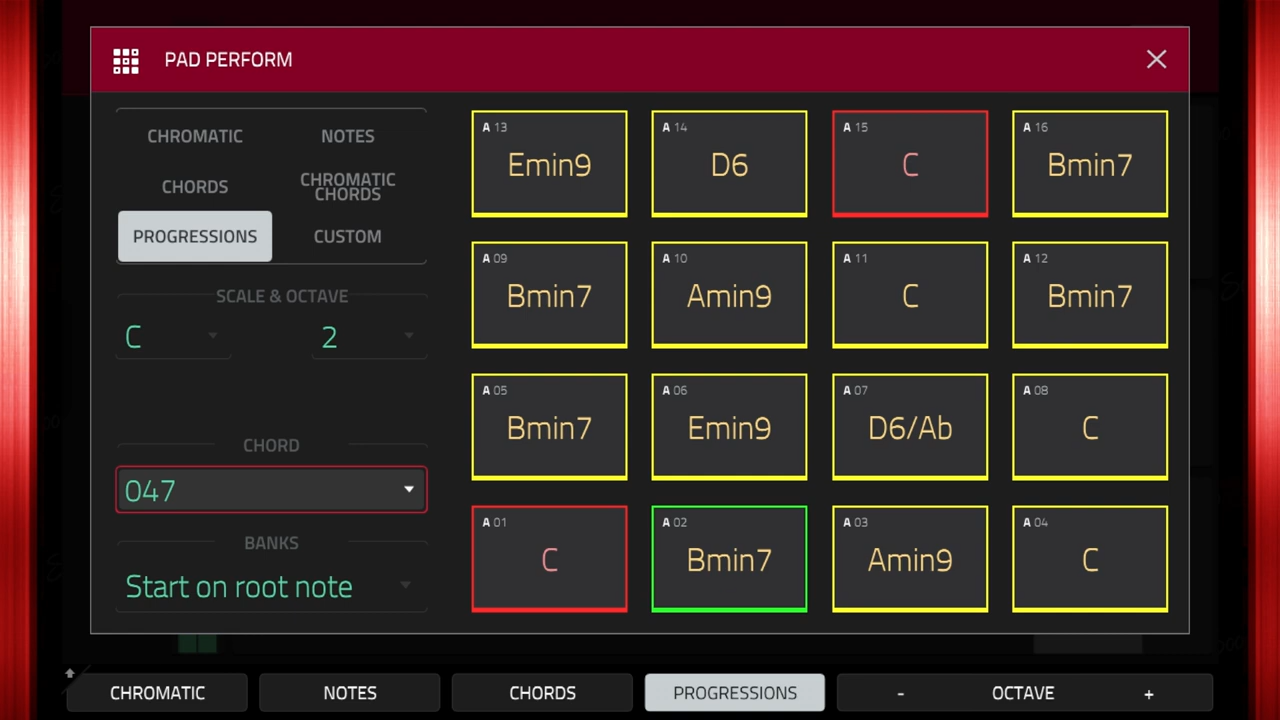 PAD PERFORM
CHROMATIC NOTES
CHORDS CHROMATIC CHORDS
PROGRESSIONS CUSTOM
SCALE & OCTAVE
C 2
CHORD
047
BANKS
Start on root note
A 13 A 14 A 15 A 16
Emin9 D6 C Bmin7
A 09 A 10 A 11 A 12
Bmin7 Amin9 C Bmin7
A 05 A 06 A 07 A 08
Bmin7 Emin9 D6/Ab C
A 01 A 02 A 03 A 04
C Bmin7 Amin9 C
CHROMATIC NOTES CHORDS PROGRESSIONS - OCTAVE +